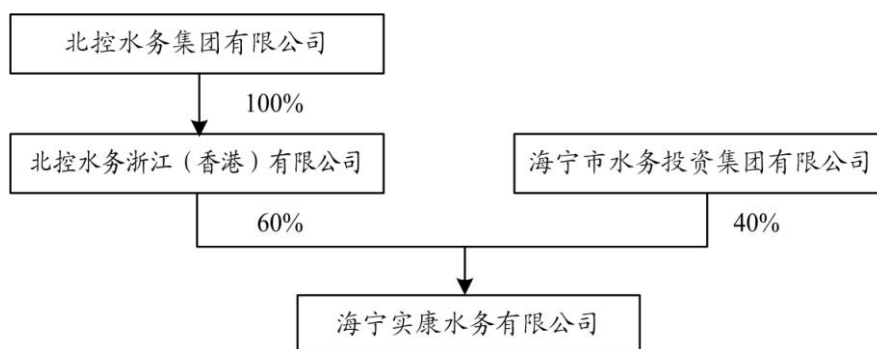 北控水务集团有限公司
100%
北控水务浙江（香港）有限公司
海宁市水务投资集团有限公司
60%
40%
海宁实康水务有限公司